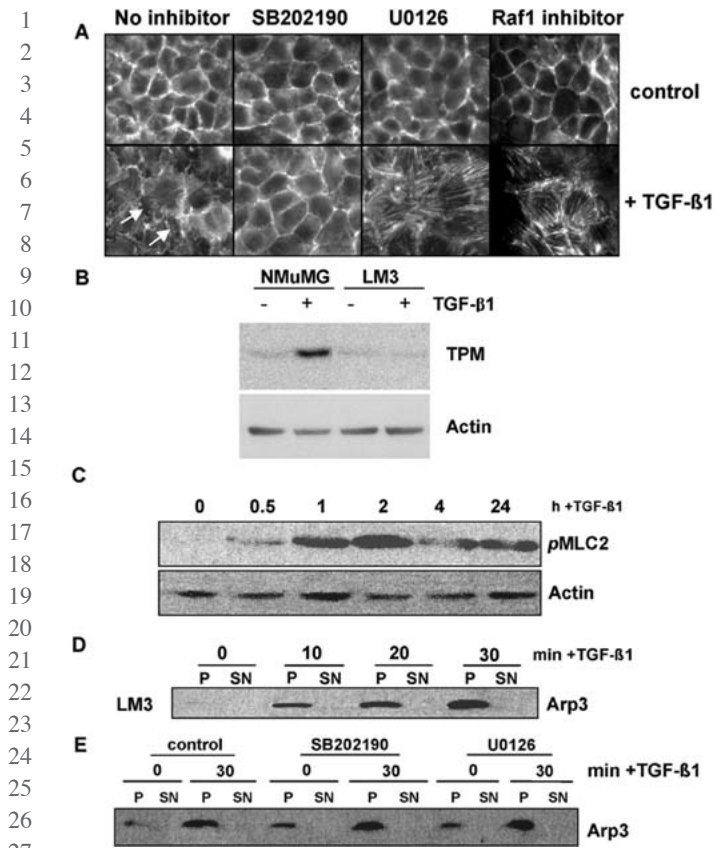 1
2
3
4
5
6
7
8
9
10
11
12
13
14
15
16
17
18
19
20
21
22
23
24
25
26
27
A No inhibitor SB202190 U0126 Raf1 inhibitor
control
+ TGF-ß1
B NMuMG LM3
- + - + TGF-ß1
TPM
Actin
C
0 0.5 1 2 4 24 h +TGF-ß1
pMLC2
Actin
D 0 10 20 30 min +TGF-ß1
P SN P SN P SN P SN
LM3 Arp3
E control SB202190 U0126
0 30 0 30 0 30 min +TGF-ß1
P SN P SN P SN P SN P SN P SN
Arp3